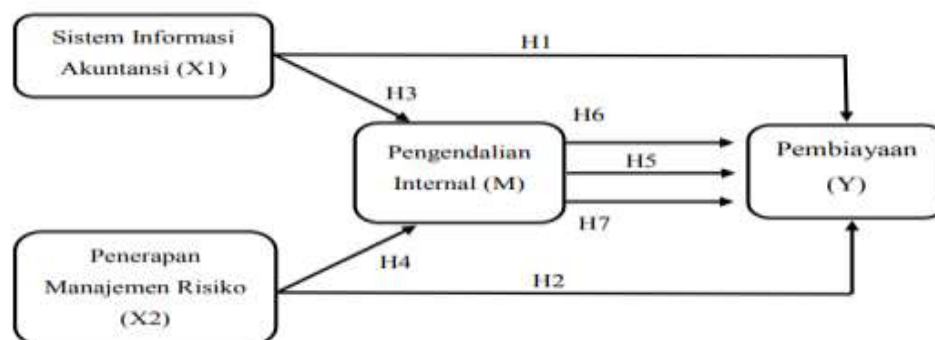 Sistem Informasi
Akuntansi (X1)
H1
H3
H6
Pengendalian
Internal (M)
H5
Pembiayaan
(Y)
H7
Penerapan
Manajemen Risiko
(X2)
H4
H2